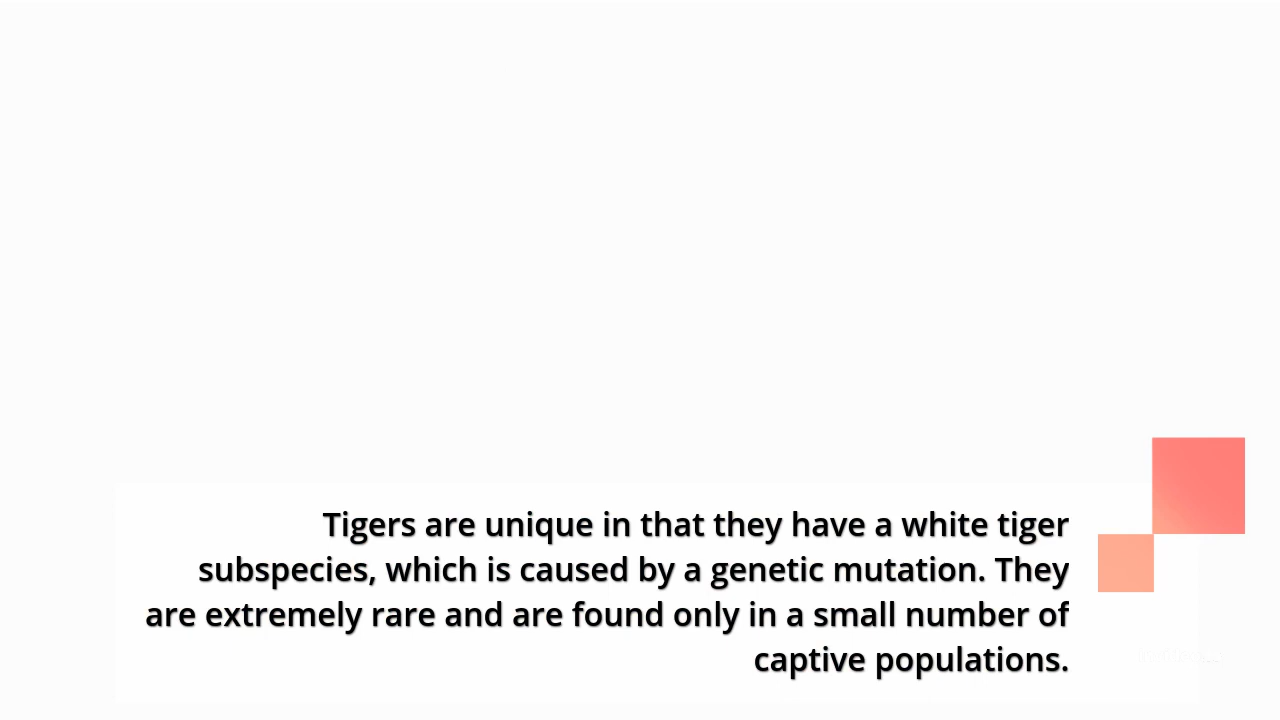 Tigers are unique in that they have a white tiger
subspecies, which is caused by a genetic mutation. They
are extremely rare and are found only in a small number of
captive populations.